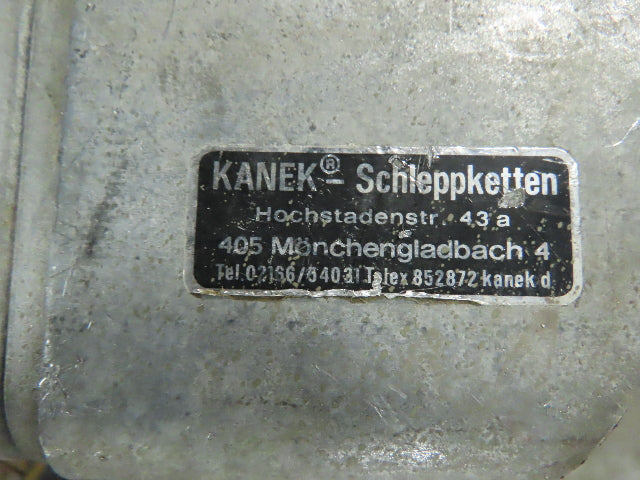 KANEK®- Schleppketten
Hochstadenstr. 43 a
405 Mönchengladbach 4
Tel 02166/54031 Telex 852872 kanek d